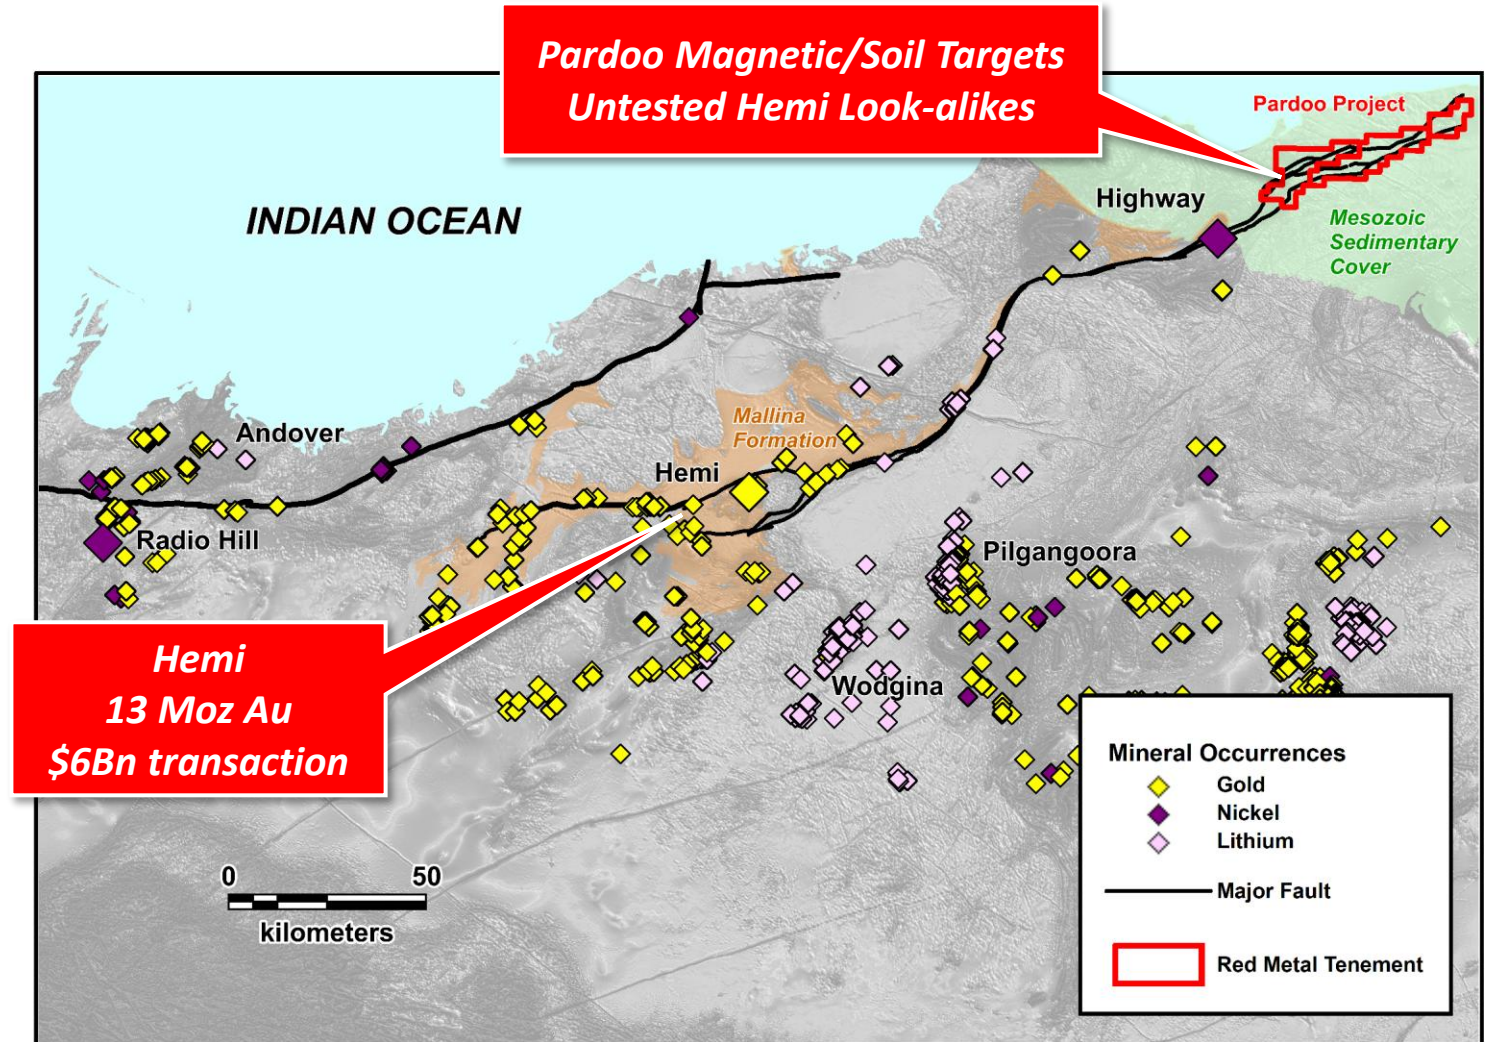 Pardoo Magnetic/Soil Targets
Untested Hemi Look-alikes
Pardoo Project
INDIAN OCEAN
Highway
Mesozoic
Sedimentary
Cover
Andover
Mallina
Formation
Hemi
Radio Hill
Pilgangoora
Hemi
13 Moz Au
$6Bn transaction
Wodgina
Mineral Occurrences
Gold
Nickel
Lithium
Major Fault
Red Metal Tenement
0 50
kilometers